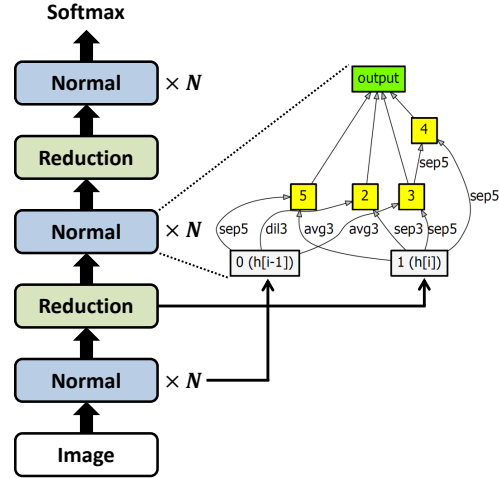 Softmax
Normal × N
Reduction
Normal × N
Reduction
Normal × N
Image
output
4
sep5
5 2 3
sep5
sep5 dil3 avg3 avg3 sep3 sep5
0 (h[i-1]) 1 (h[i])